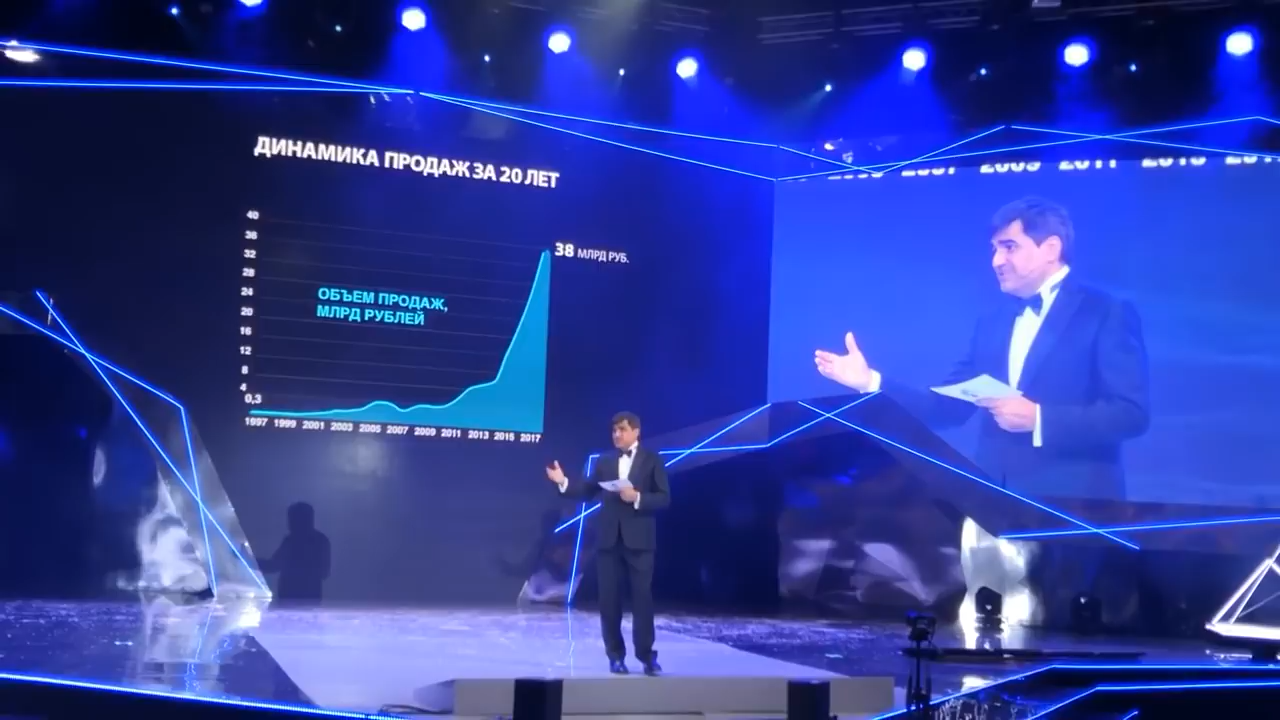 ДИНАМИКА ПРОДАЖ ЗА 20 ЛЕТ
40
36
32
28
24
20
16
12
8
4
0,3
38 МЛРД РУБ.
ОБЪЕМ ПРОДАЖ,
МЛРД РУБЛЕЙ
1997 1999 2001 2003 2005 2007 2009 2011 2013 2015 2017